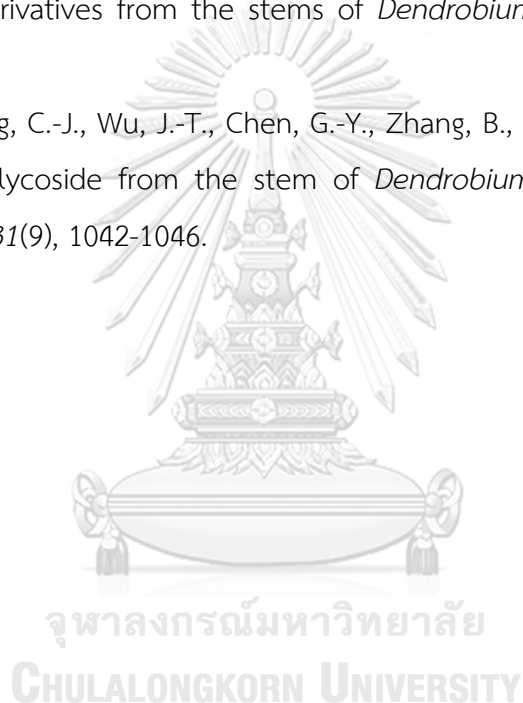 rivatives from the stems of Dendrobium
g, C.-J., Wu, J.-T., Chen, G.-Y., Zhang, B.,
lycoside from the stem of Dendrobium
31(9), 1042-1046.
จุฬาลงกรณ์มหาวิทยาลัย
CHULALONGKORN UNIVERSITY